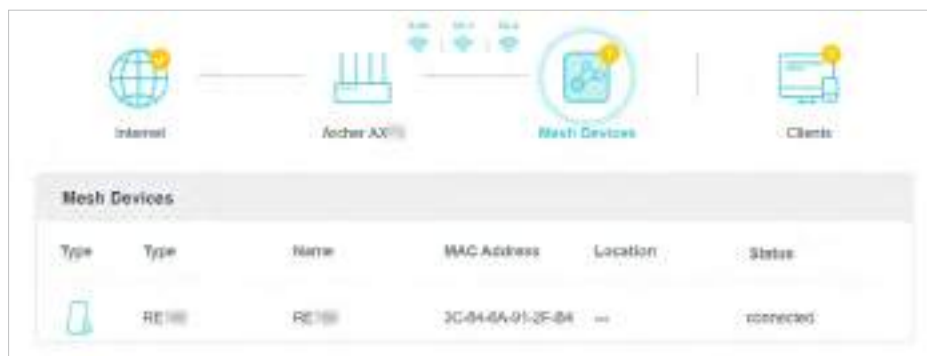 Internet
Archer AX
Mesh Devices
Clients
Mesh Devices
Type Type Name MAC Address Location Status
RE RE 3C-84-6A-91-2F-B4 --- connected